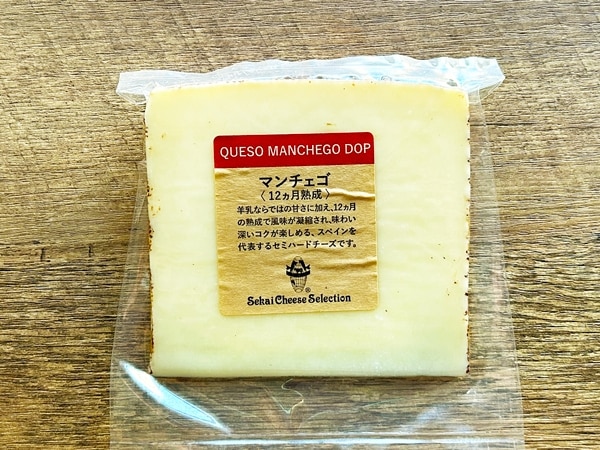 QUESO MANCHEGO DOP
マンチェゴ
〈 12ヵ月熟成 〉
羊乳ならではの甘さに加え、12ヵ月
の熟成で風味が凝縮され、味わい
深いコクが楽しめる、スペインを
代表するセミハードチーズです。
®
Sekai Cheese Selection